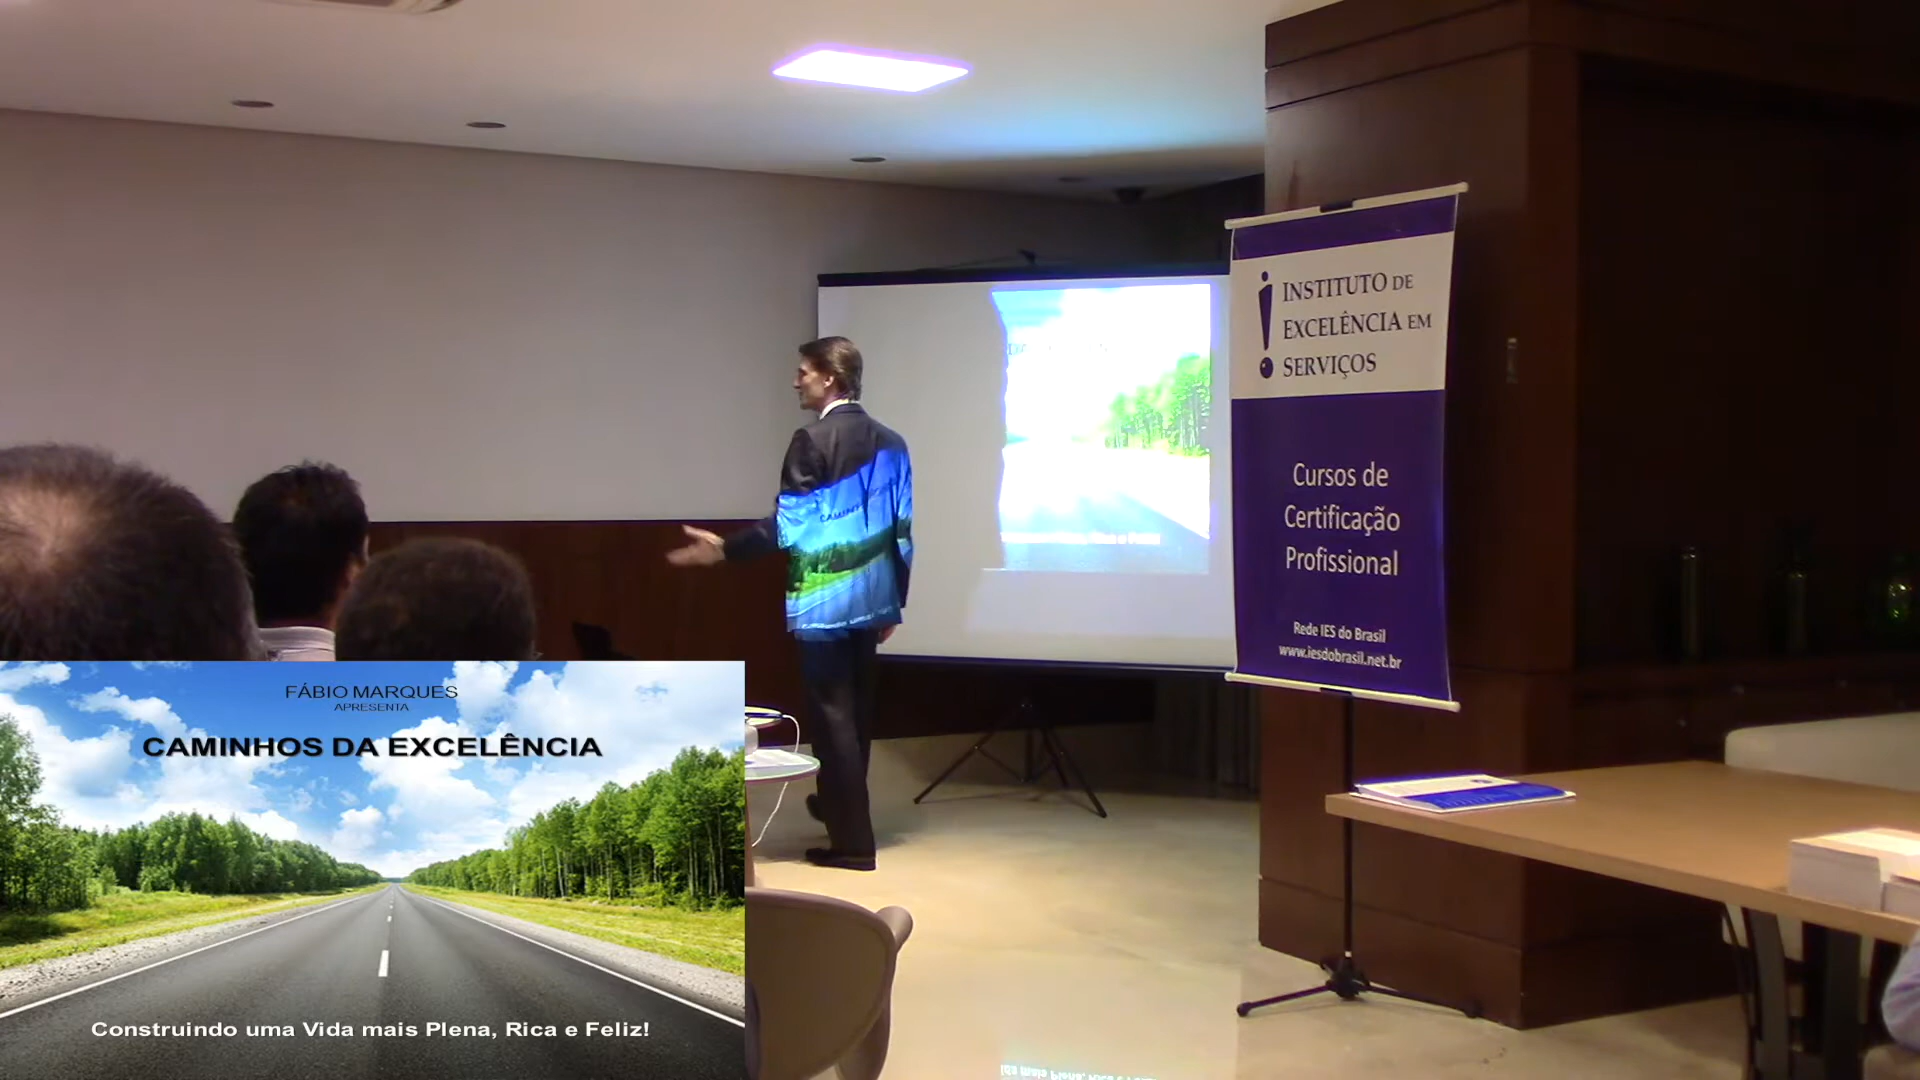 INSTITUTO DE
EXCELÊNCIA EM
SERVIÇOS
Cursos de
Certificação
Profissional
Rede IES do Brasil
www.iesdobrasil.net.br
CAMINH
FÁBIO MARQUES
APRESENTA
CAMINHOS DA EXCELÊNCIA
Construindo uma Vida mais Plena, Rica e Feliz!